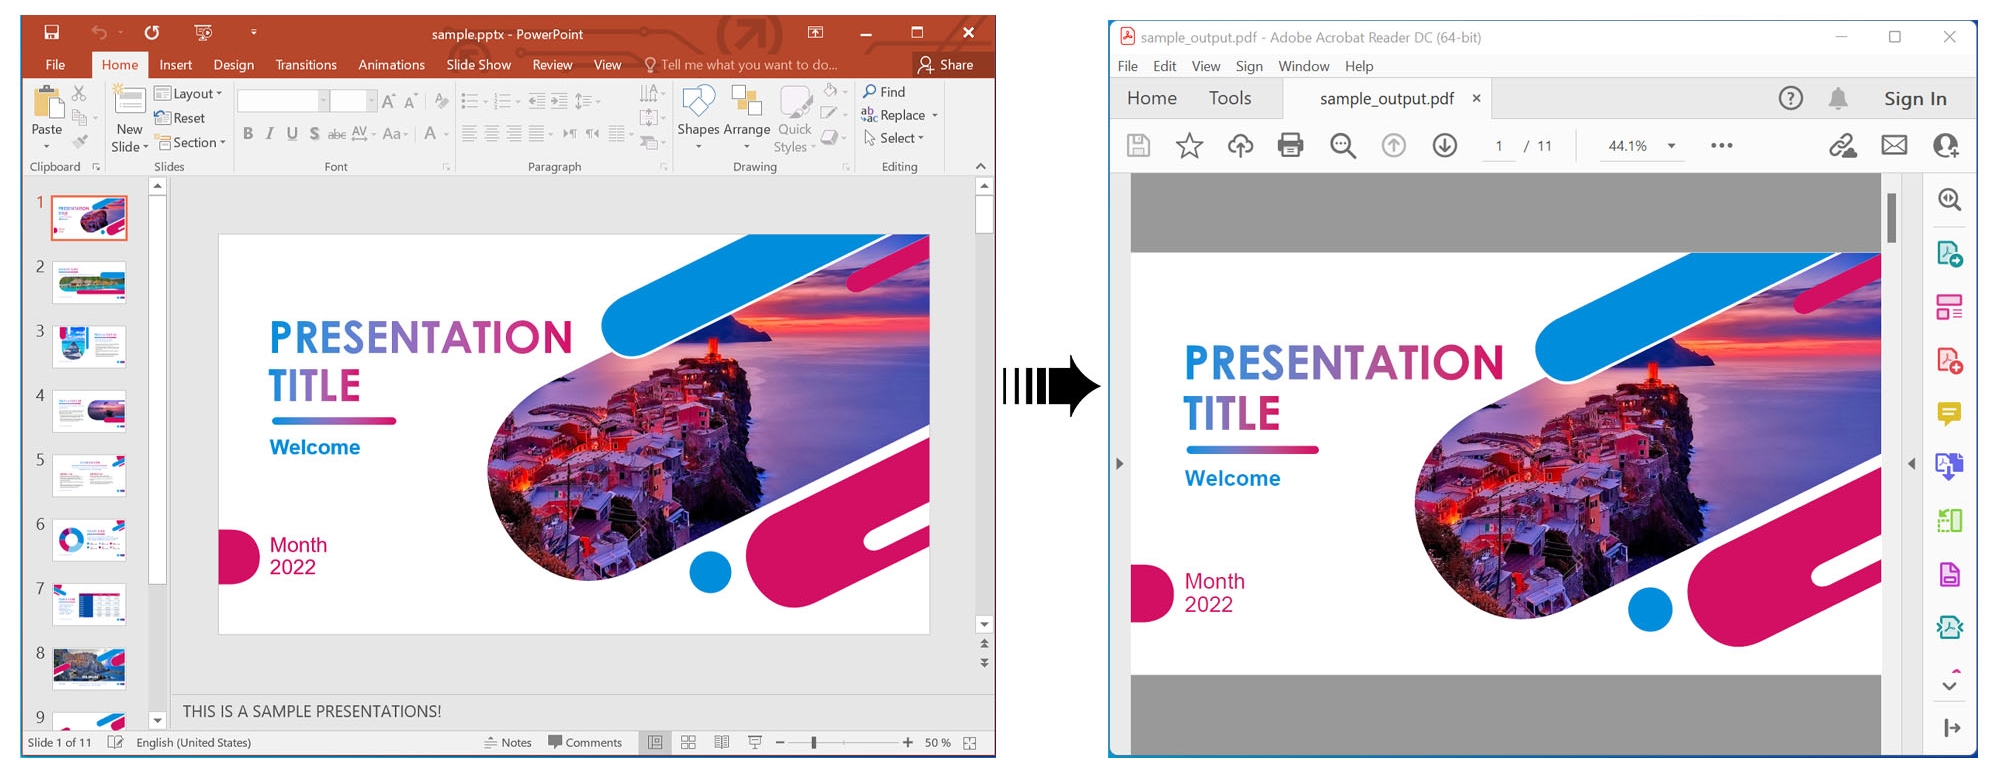 sample.pptx - PowerPoint
File Home Insert Design Transitions Animations Slide Show Review View Tell me what you want to do... Share
Paste
New Slide
Layout
Reset
Section
B I U S abc AV Aa A
Shapes Arrange Quick Styles
Find
Replace
Select
Clipboard Slides Font Paragraph Drawing Editing
1
2
3
4
5
6
7
8
9
PRESENTATION
TITLE
Welcome
Month
2022
THIS IS A SAMPLE PRESENTATIONS!
Slide 1 of 11 English (United States) Notes Comments 50 %
sample_output.pdf - Adobe Acrobat Reader DC (64-bit)
File Edit View Sign Window Help
Home Tools sample_output.pdf × Sign In
1 / 11 44.1%
PRESENTATION
TITLE
Welcome
Month
2022